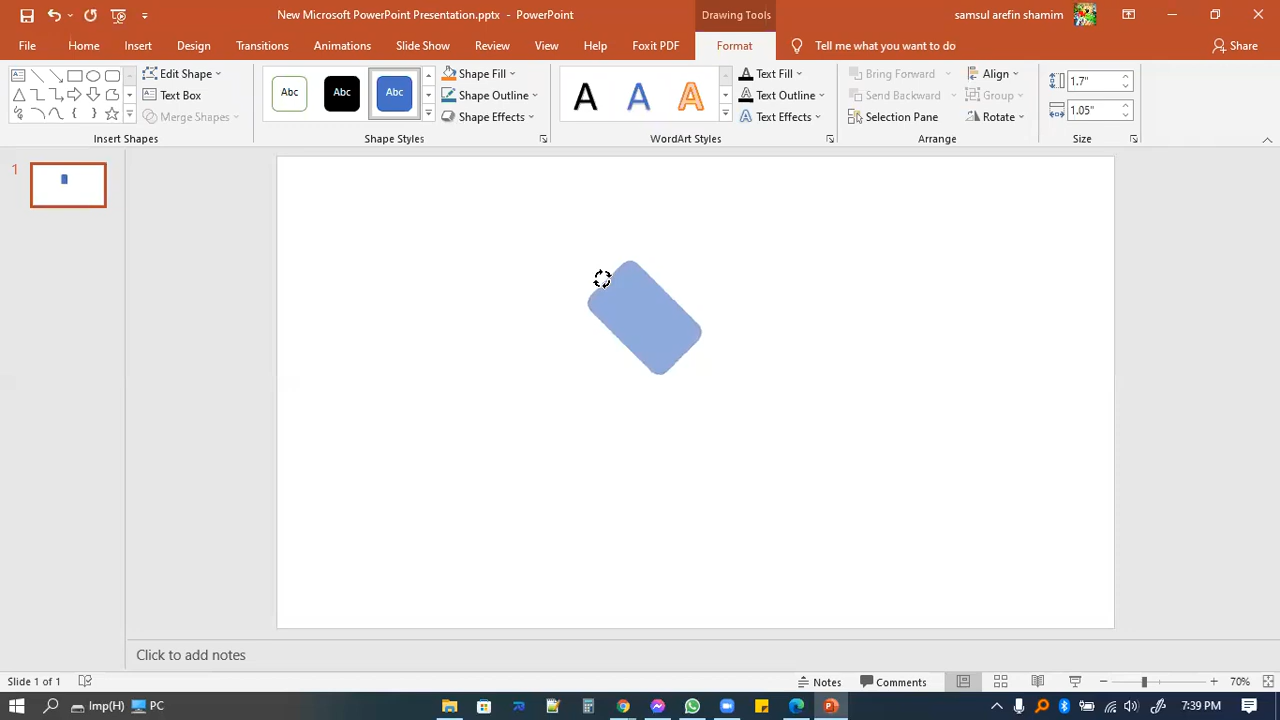 New Microsoft PowerPoint Presentation.pptx - PowerPoint
Drawing Tools
samsul arefin shamim
File Home Insert Design Transitions Animations Slide Show Review View Help Foxit PDF Format Tell me what you want to do Share
Edit Shape
Text Box
Merge Shapes
Insert Shapes
Abc Abc Abc
Shape Fill
Shape Outline
Shape Effects
Shape Styles
A A A
Text Fill
Text Outline
Text Effects
WordArt Styles
Bring Forward
Send Backward
Selection Pane
Align
Group
Rotate
Arrange
1.7"
1.05"
Size
1
Click to add notes
Slide 1 of 1
Notes Comments 70%
Imp(H) PC 7:39 PM